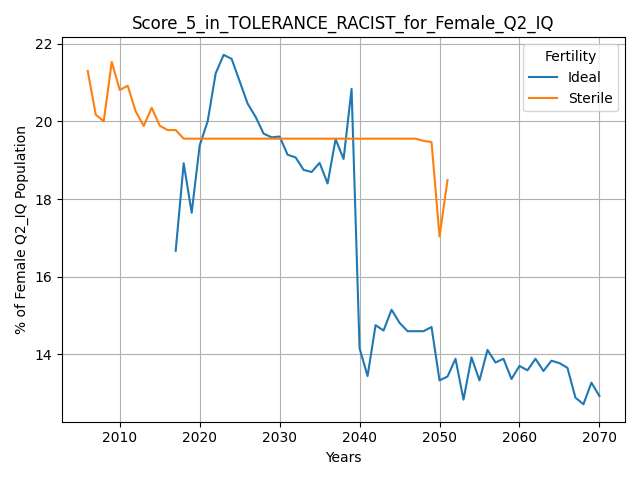 Score_5_in_TOLERANCE_RACIST_for_Female_Q2_IQ
22
20
18
16
14
% of Female Q2_IQ Population
Fertility
Ideal
Sterile
2010 2020 2030 2040 2050 2060 2070
Years